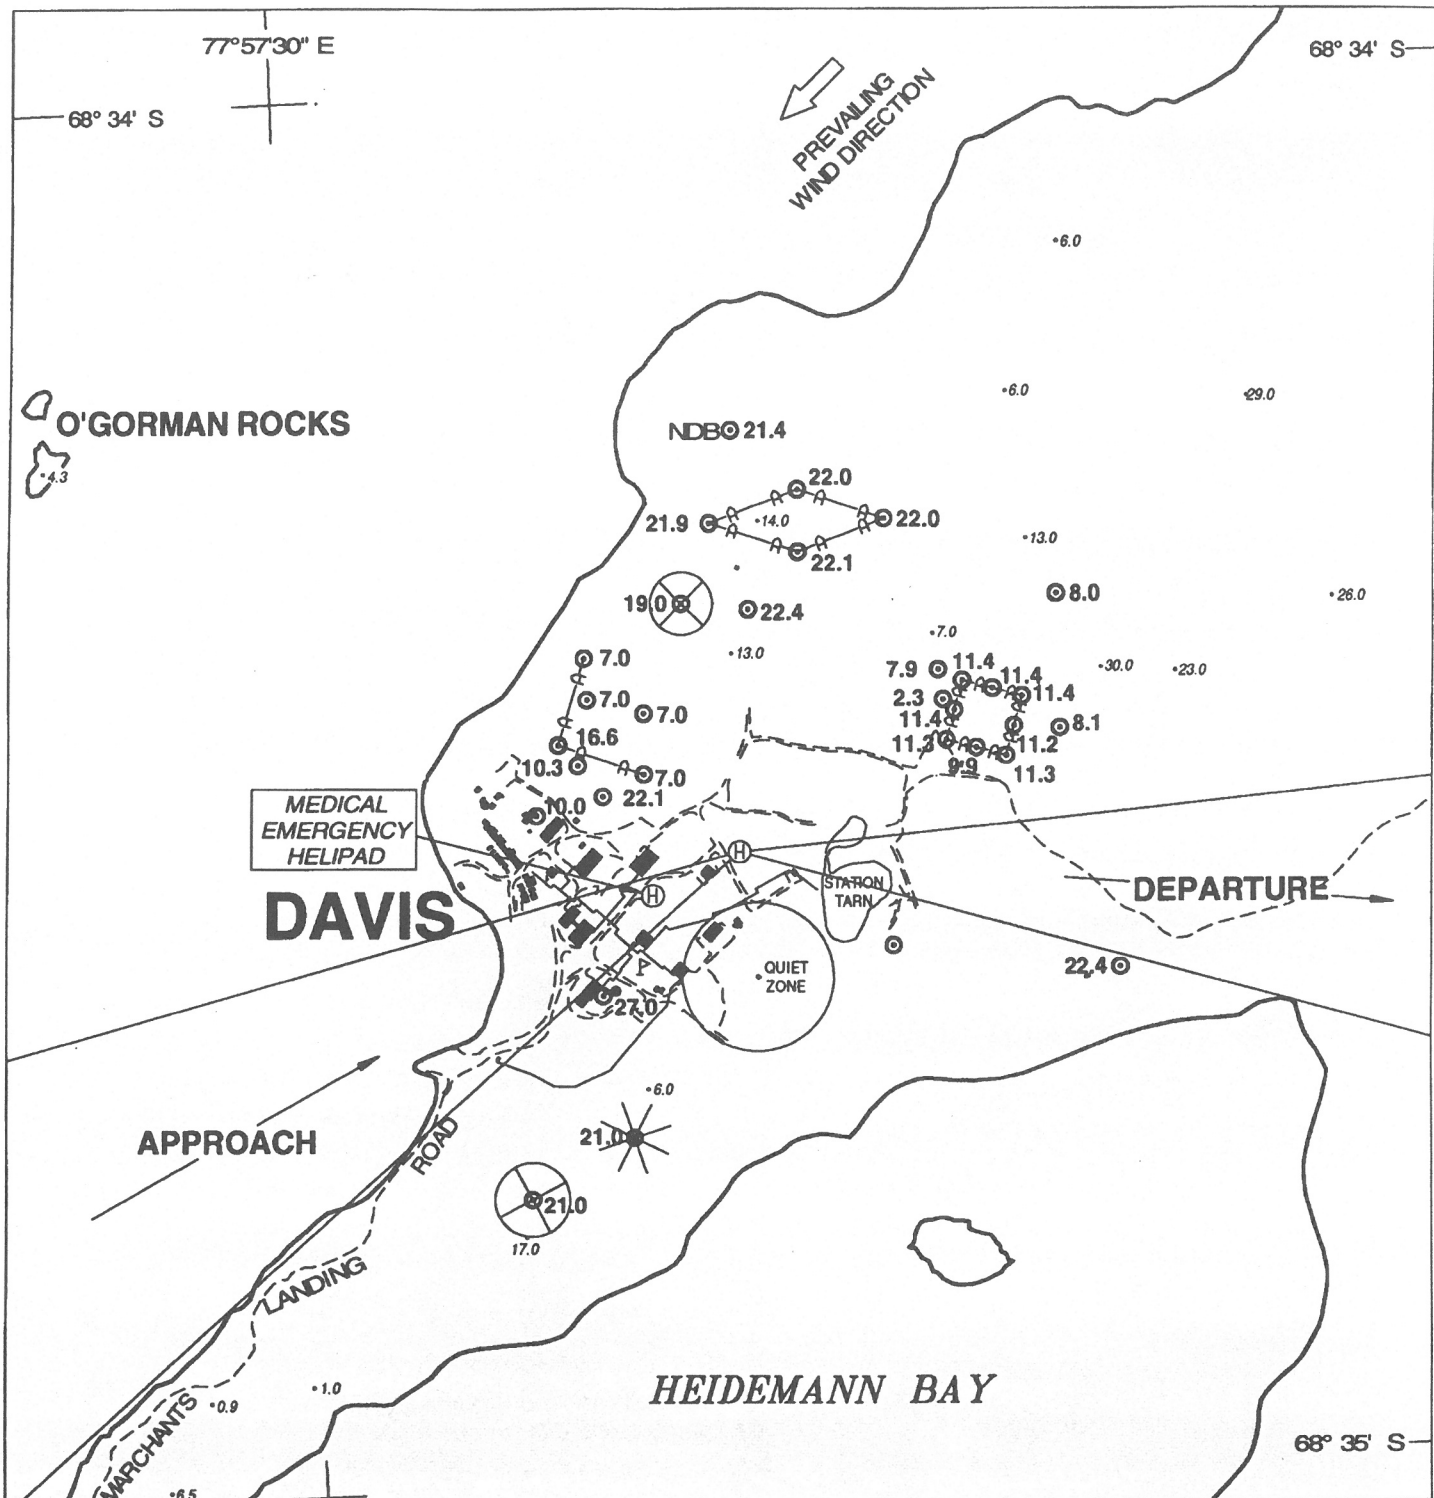 77°57'30" E
68° 34' S
68° 34' S
PREVAILING
WIND DIRECTION
6.0
6.0
29.0
O'GORMAN ROCKS
4.3
NDB 21.4
22.0
21.9
14.0
22.0
22.1
13.0
19.0
22.4
8.0
26.0
7.0
13.0
7.0
7.9
11.4
11.4
11.4
30.0
23.0
7.0
7.0
2.3
11.4
8.1
16.6
11.3
11.2
10.3
9.9
11.3
7.0
22.1
10.0
MEDICAL
EMERGENCY
HELIPAD
H
DAVIS
H
STATION
TARN
DEPARTURE
QUIET
ZONE
22.4
27.0
6.0
APPROACH
21.0
ROAD
21.0
17.0
LANDING
HEIDEMANN BAY
1.0
0.9
MARCHANTS
68° 35' S
6.5